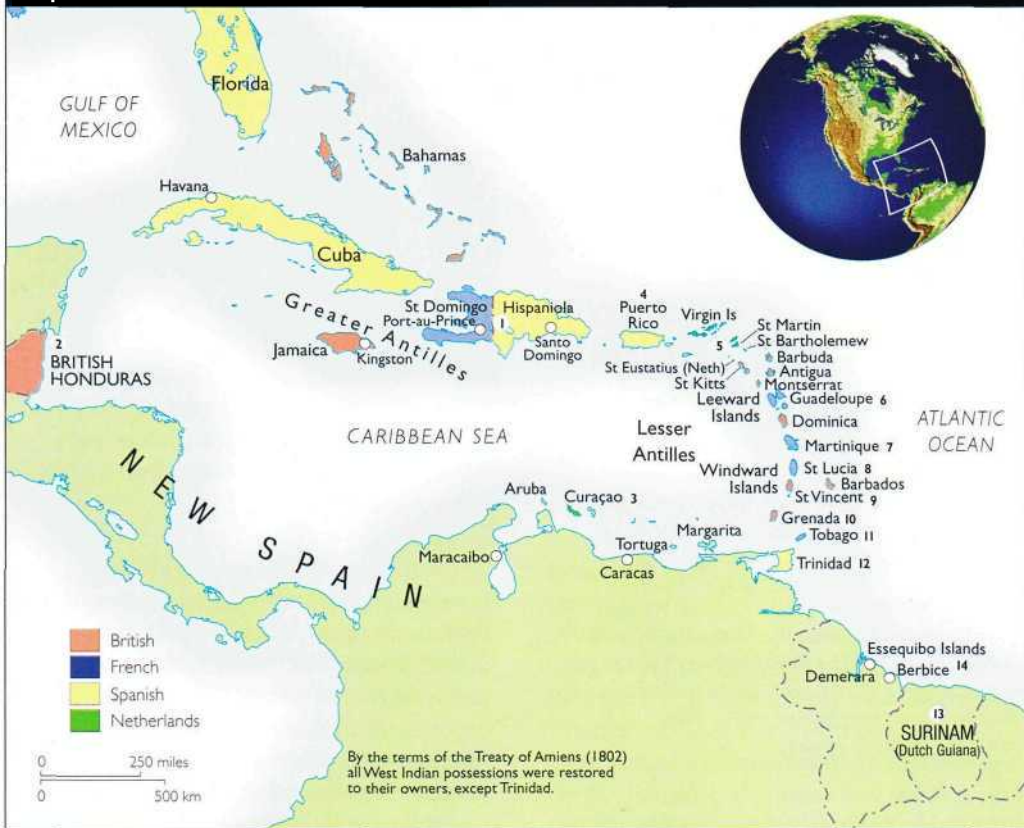 GULF OF
MEXICO
Florida
Bahamas
Havana
Cuba
Greater Antilles
St Domingo
Port-au-Prince
1
Hispaniola
Santo
Domingo
Jamaica
Kingston
2
BRITISH
HONDURAS
4
Puerto
Rico
Virgin Is
5
St Martin
St Bartholemew
St Eustatius (Neth)
St Kitts
Barbuda
Antigua
Montserrat
Leeward
Islands
Guadeloupe 6
Dominica
Martinique 7
St Lucia 8
Windward
Islands
Barbados
St Vincent 9
Grenada 10
Tobago 11
Trinidad 12
Lesser
Antilles
ATLANTIC
OCEAN
CARIBBEAN SEA
NEW SPAIN
Aruba
Curaçao 3
Maracaibo
Tortuga
Margarita
Caracas
Essequibo Islands
Demerara
Berbice 14
13
SURINAM
(Dutch Guiana)
British
French
Spanish
Netherlands
0 250 miles
0 500 km
By the terms of the Treaty of Amiens (1802)
all West Indian possessions were restored
to their owners, except Trinidad.